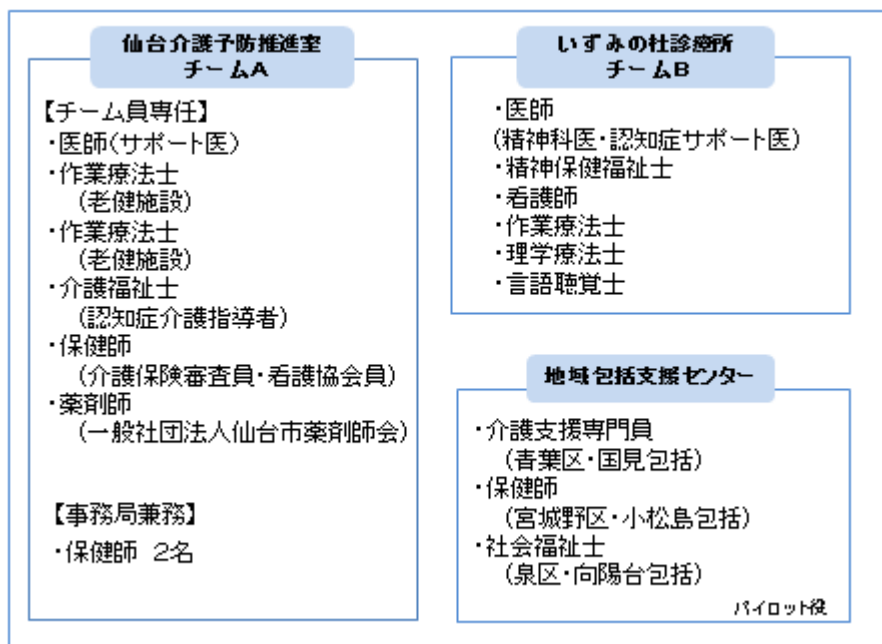 仙台介護予防推進室
チームA
【チーム員専任】
・医師(サポート医)
・作業療法士
(老健施設)
・作業療法士
(老健施設)
・介護福祉士
(認知症介護指導者)
・保健師
(介護保険審査員・看護協会員)
・薬剤師
(一般社団法人仙台市薬剤師会)
【事務局兼務】
・保健師 2名
いずみの杜診療所
チームB
・医師
(精神科医・認知症サポート医)
・精神保健福祉士
・看護師
・作業療法士
・理学療法士
・言語聴覚士
地域包括支援センター
・介護支援専門員
(青葉区・国見包括)
・保健師
(宮城野区・小松島包括)
・社会福祉士
(泉区・向陽台包括)
パイロット役